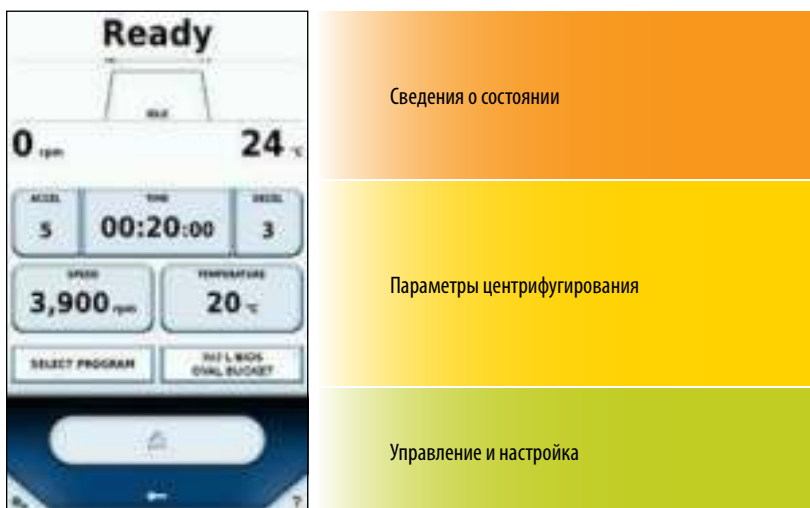 Ready
0 rpm
24 °C
ACCEL
TIME
DECEL
5
00:20:00
3
SPEED
TEMPERATURE
3,900 rpm
20 °C
SELECT PROGRAM
BIOS
OVAL BUCKET
?
Сведения о состоянии
Параметры центрифугирования
Управление и настройка